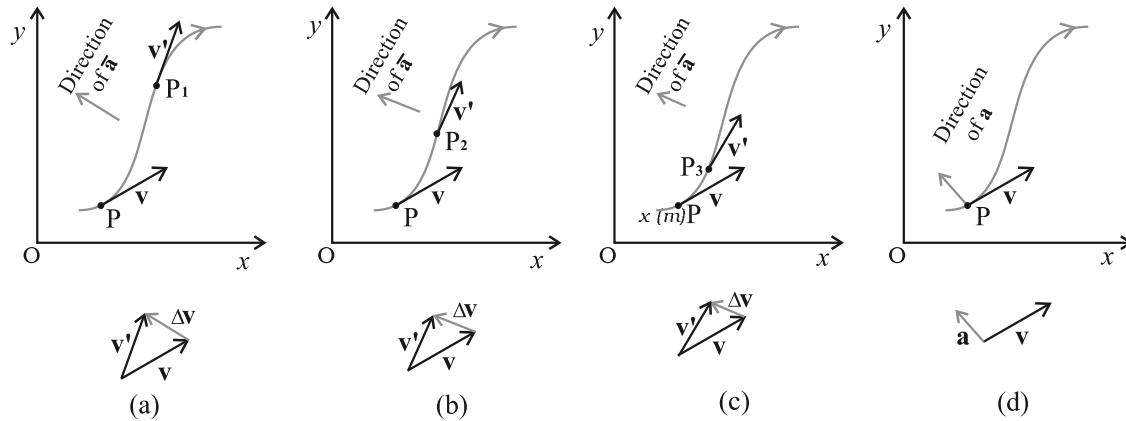 y
Direction
of a̅
v'
P1
v
P
O
x
Δv
v'
v
(a)
y
Direction
of a̅
v'
P2
v
P
O
x
Δv
v'
v
(b)
y
Direction
of a̅
v'
P3
v
x (m)
P
O
x
Δv
v'
v
(c)
y
Direction
of a
v
P
O
x
a
v
(d)